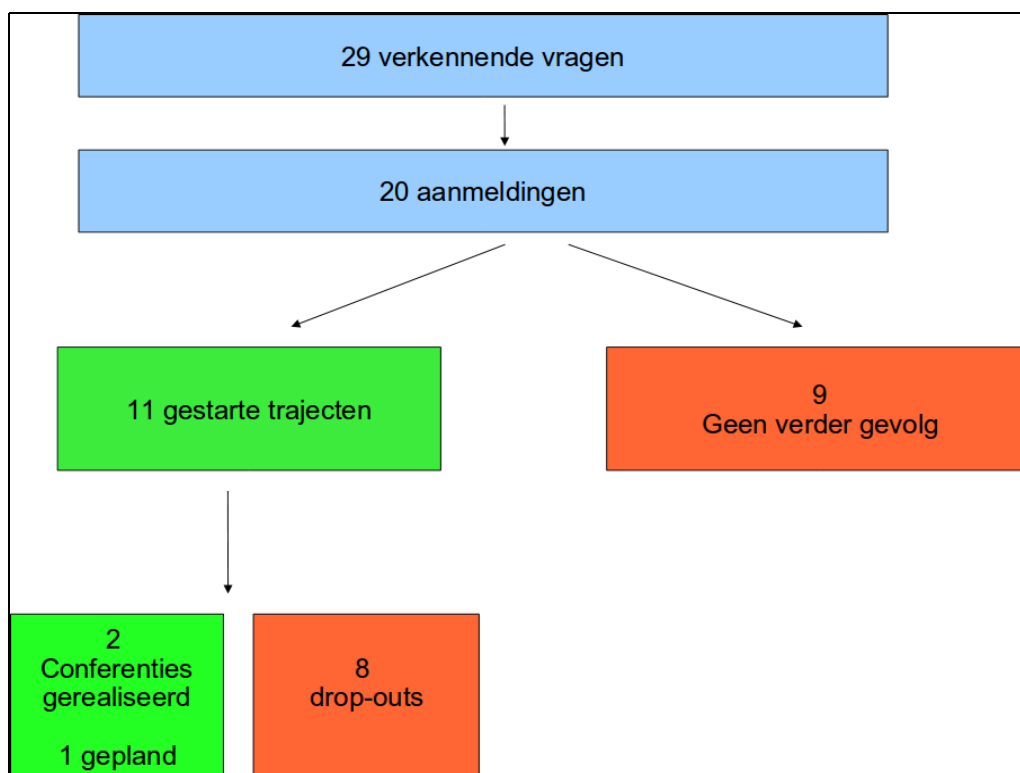 29 verkennende vragen
20 aanmeldingen
11 gestarte trajecten
9
Geen verder gevolg
2
Conferenties
gerealiseerd
1 gepland
8
drop-outs